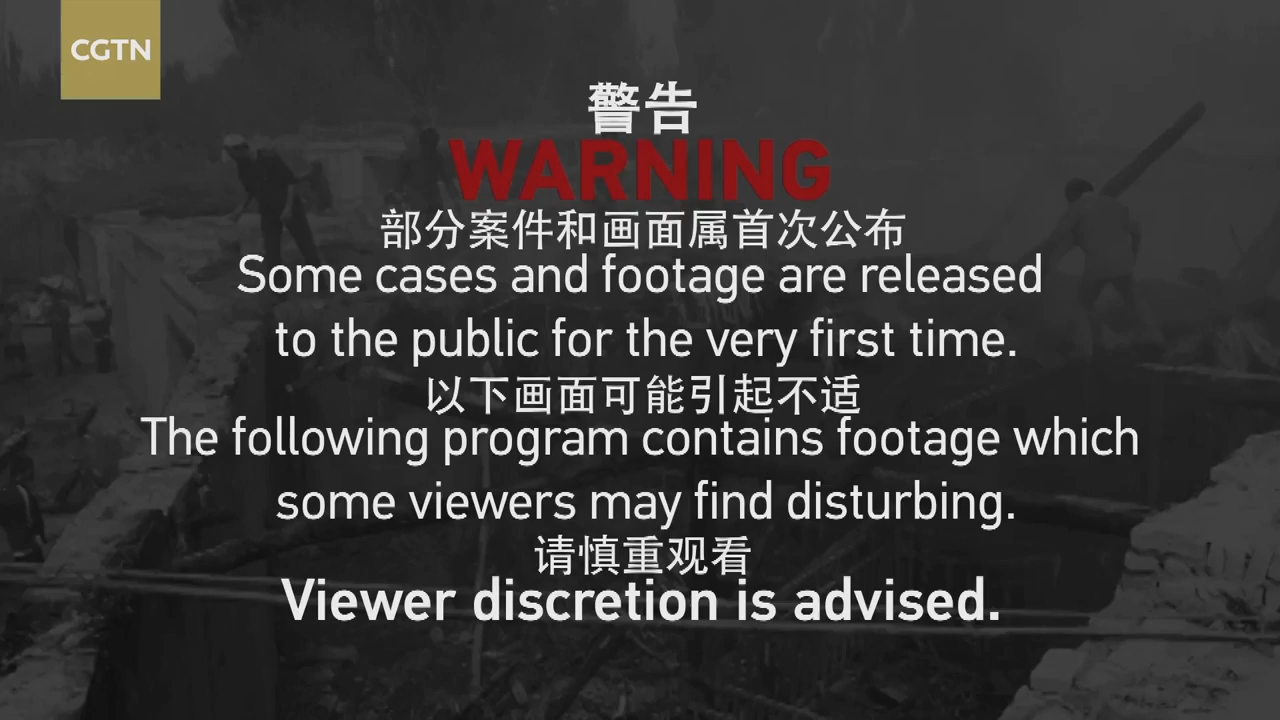 CGTN
警告
WARNING
部分案件和画面属首次公布
Some cases and footage are released
to the public for the very first time.
以下画面可能引起不适
The following program contains footage which
some viewers may find disturbing.
请慎重观看
Viewer discretion is advised.